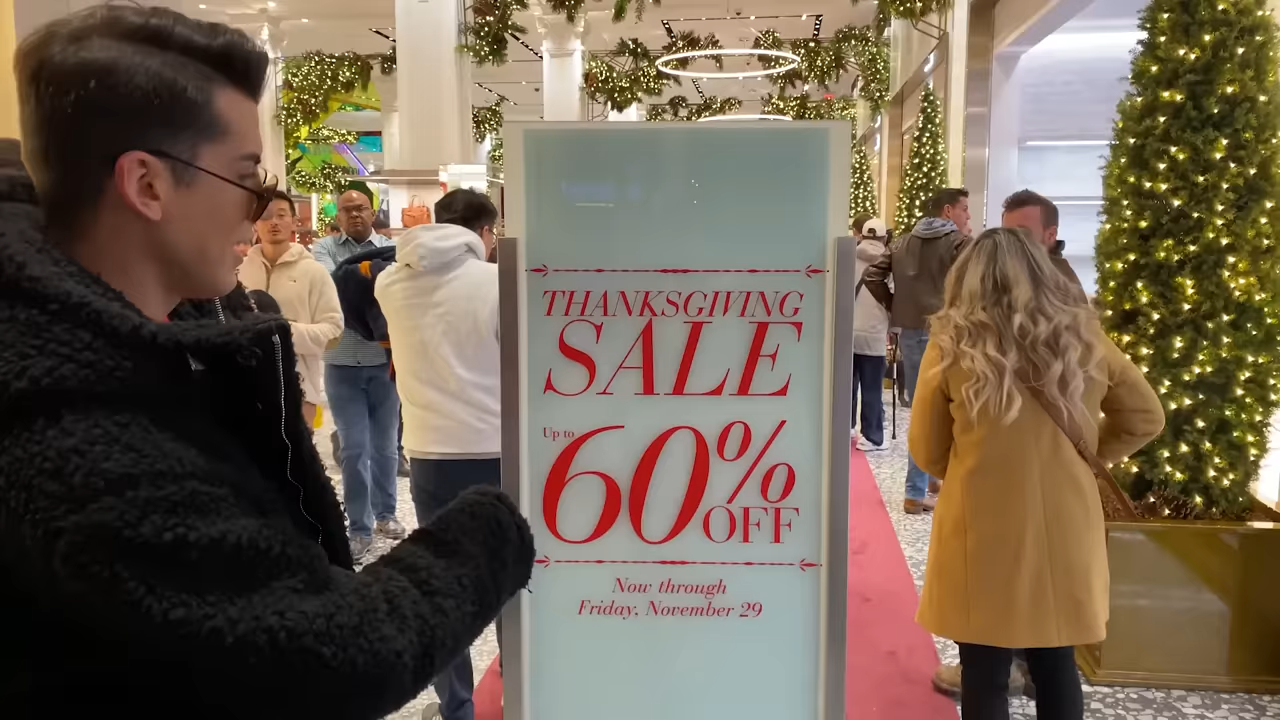 THANKSGIVING
SALE
Up to 60% OFF
Now through
Friday, November 29